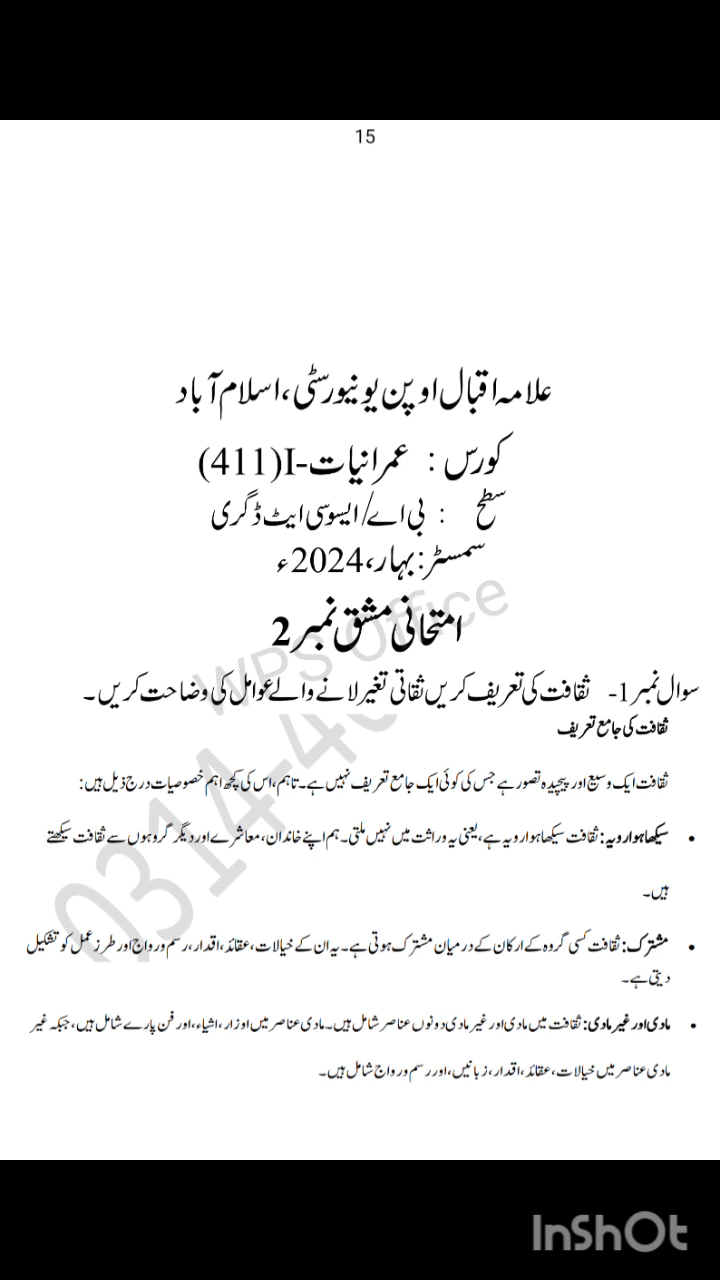 15
علامہ اقبال اوپن یونیورسٹی، اسلام آباد
کورس : عمرانیات-I(411)
سطح : بی اے/ ایسوسی ایٹ ڈگری
سمسٹر: بہار، 2024ء
امتحانی مشق نمبر 2
سوال نمبر 1- ثقافت کی تعریف کریں ثقاتی تغیر لانے والے عوامل کی وضاحت کریں۔
ثقافت کی جامع تعریف
ثقافت ایک وسیع اور پیچیدہ تصور ہے جس کی کوئی ایک جامع تعریف نہیں ہے۔ تاہم، اس کی کچھ اہم خصوصیات درج ذیل ہیں:
• سیکھا ہوا رویہ: ثقافت سیکھا ہوا رویہ ہے، یعنی یہ وراثت میں نہیں ملتی۔ ہم اپنے خاندان، معاشرے اور دیگر گروہوں سے ثقافت سیکھتے
ہیں۔
• مشترک: ثقافت کسی گروہ کے ارکان کے درمیان مشترک ہوتی ہے۔ یہ ان کے خیالات، عقائد، اقدار، رسم و رواج اور طرز عمل کو تشکیل
دیتی ہے۔
• مادی اور غیر مادی: ثقافت میں مادی اور غیر مادی دونوں عناصر شامل ہیں۔ مادی عناصر میں اوزار، اشیاء، اور فن پارے شامل ہیں، جبکہ غیر
مادی عناصر میں خیالات، عقائد، اقدار، زبانیں، اور رسم و رواج شامل ہیں۔
WPS Office
0314-4
InShOt